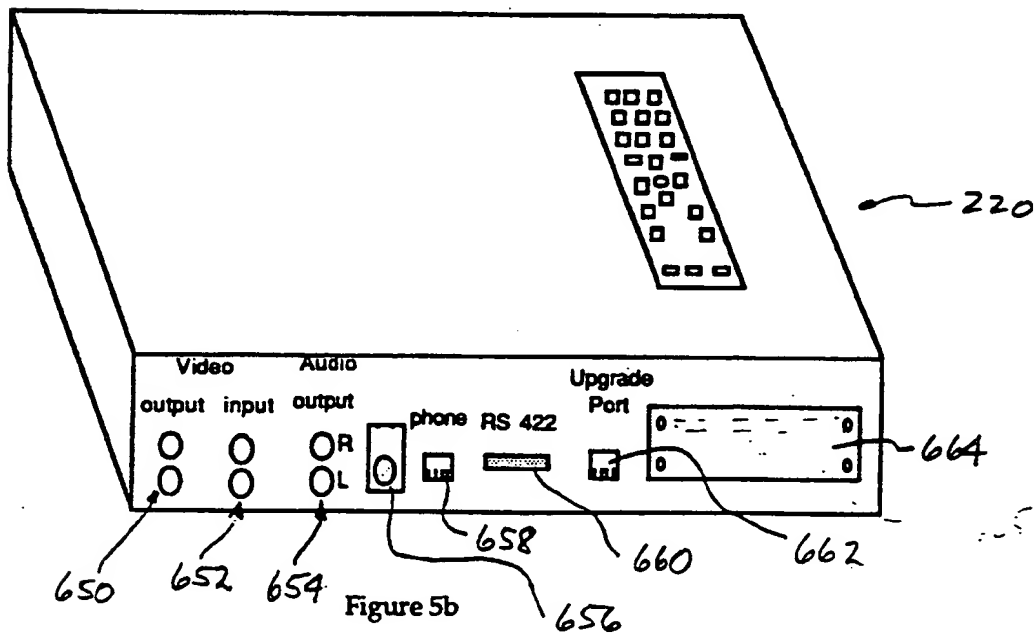 220
Video Audio
output input output
Upgrade
Port
phone RS 422
R
L
664
658
660
662
650
652
654
656
Figure 5b